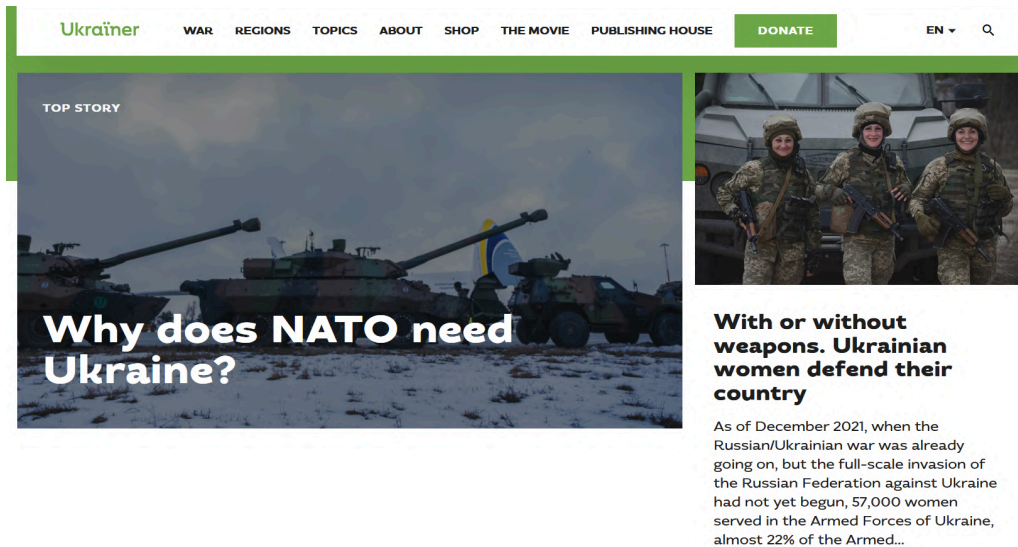 Ukraïner
WAR
REGIONS
TOPICS
ABOUT
SHOP
THE MOVIE
PUBLISHING HOUSE
DONATE
EN
TOP STORY
Why does NATO need
Ukraine?
With or without
weapons. Ukrainian
women defend their
country
As of December 2021, when the
Russian/Ukrainian war was already
going on, but the full-scale invasion of
the Russian Federation against Ukraine
had not yet begun, 57,000 women
served in the Armed Forces of Ukraine,
almost 22% of the Armed...